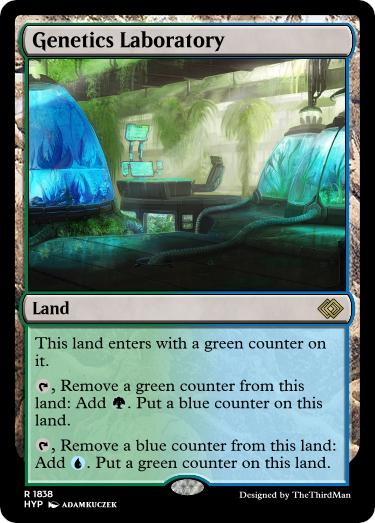 Genetics Laboratory
Land
This land enters with a green counter on
it.
, Remove a green counter from this
land: Add . Put a blue counter on this
land.
, Remove a blue counter from this land:
Add . Put a green counter on this land.
R 1838
HYP ADAMKUCZEK
Designed by TheThirdMan